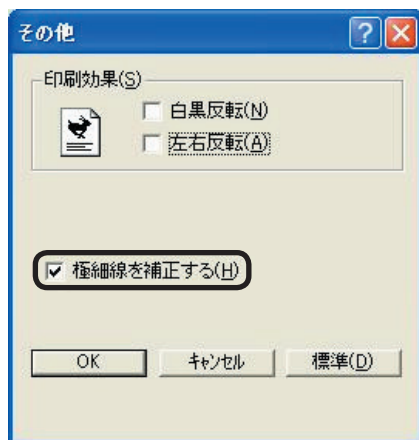 その他
印刷効果(S)
白黒反転(N)
左右反転(A)
極細線を補正する(H)
OK キャンセル 標準(D)